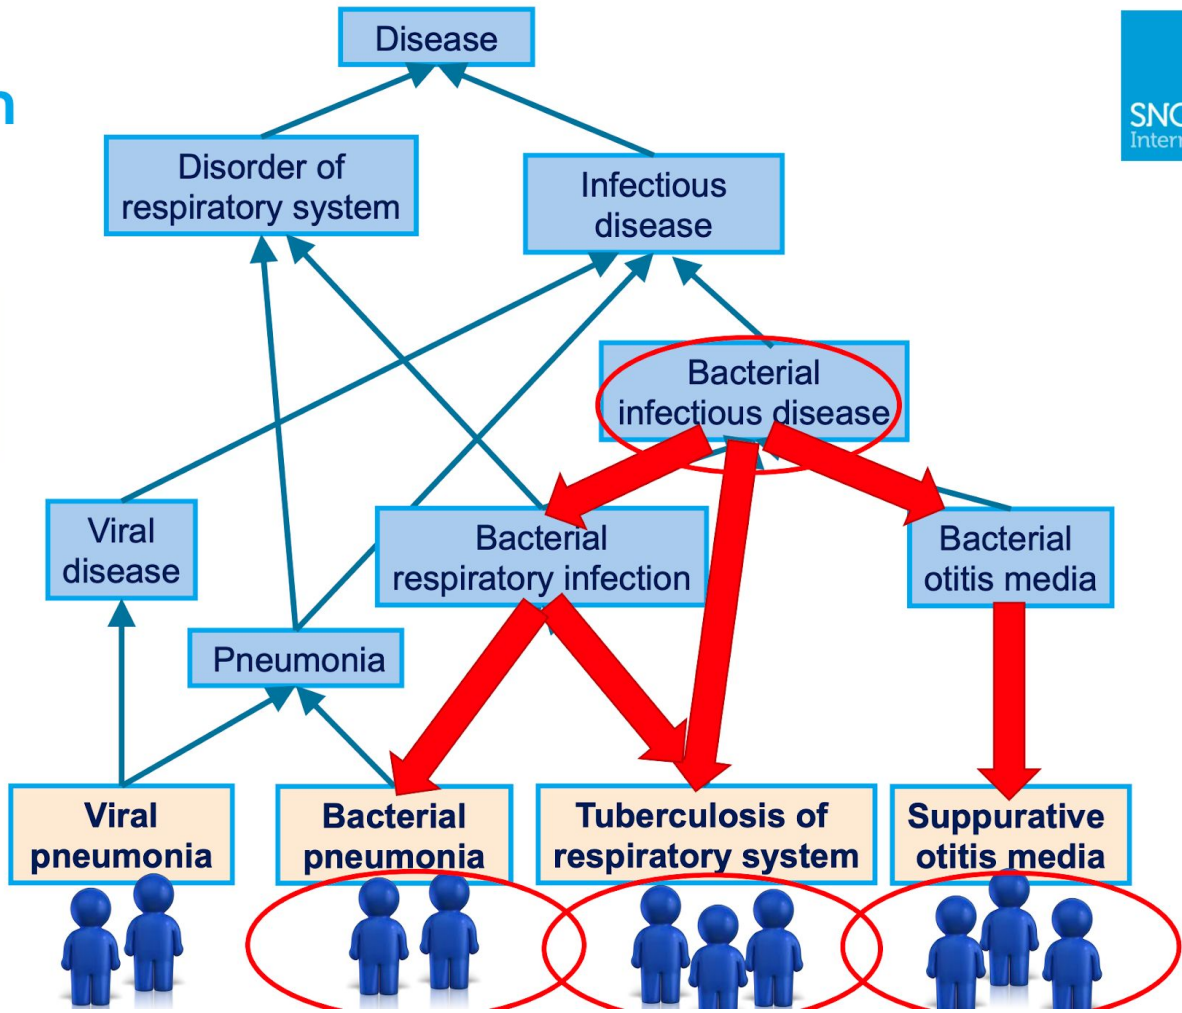 Disease
Disorder of
respiratory system
Infectious
disease
Bacterial
infectious disease
Viral
disease
Bacterial
respiratory infection
Bacterial
otitis media
Pneumonia
Viral
pneumonia
Bacterial
pneumonia
Tuberculosis of
respiratory system
Suppurative
otitis media